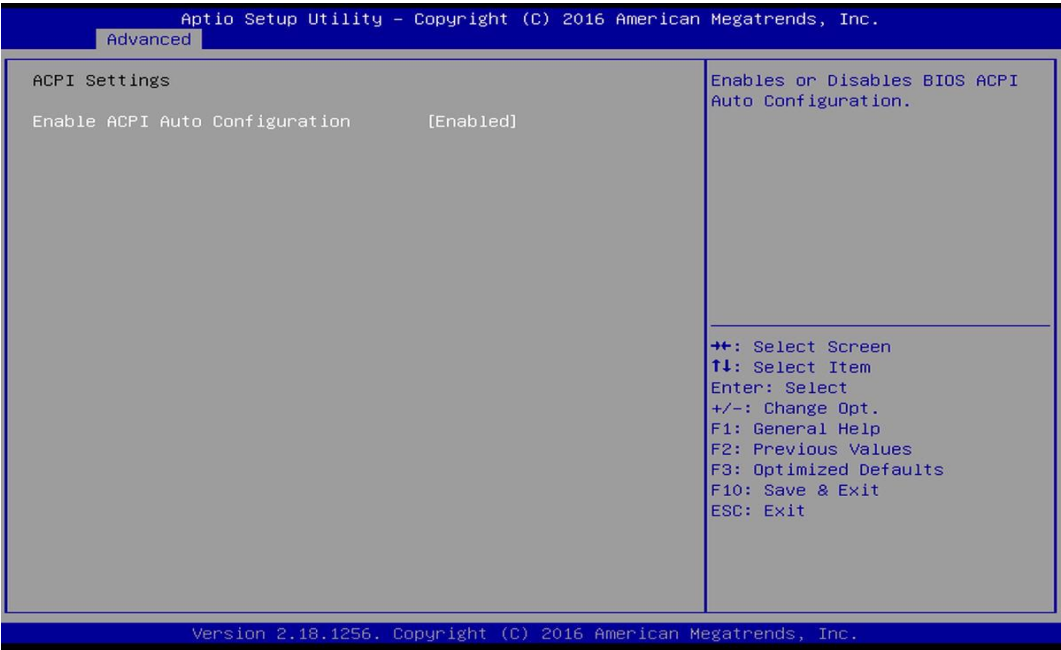 Aptio Setup Utility – Copyright (C) 2016 American Megatrends, Inc.
Advanced
ACPI Settings
Enable ACPI Auto Configuration [Enabled]
Enables or Disables BIOS ACPI
Auto Configuration.
→←: Select Screen
↑↓: Select Item
Enter: Select
+/-: Change Opt.
F1: General Help
F2: Previous Values
F3: Optimized Defaults
F10: Save & Exit
ESC: Exit
Version 2.18.1256. Copyright (C) 2016 American Megatrends, Inc.